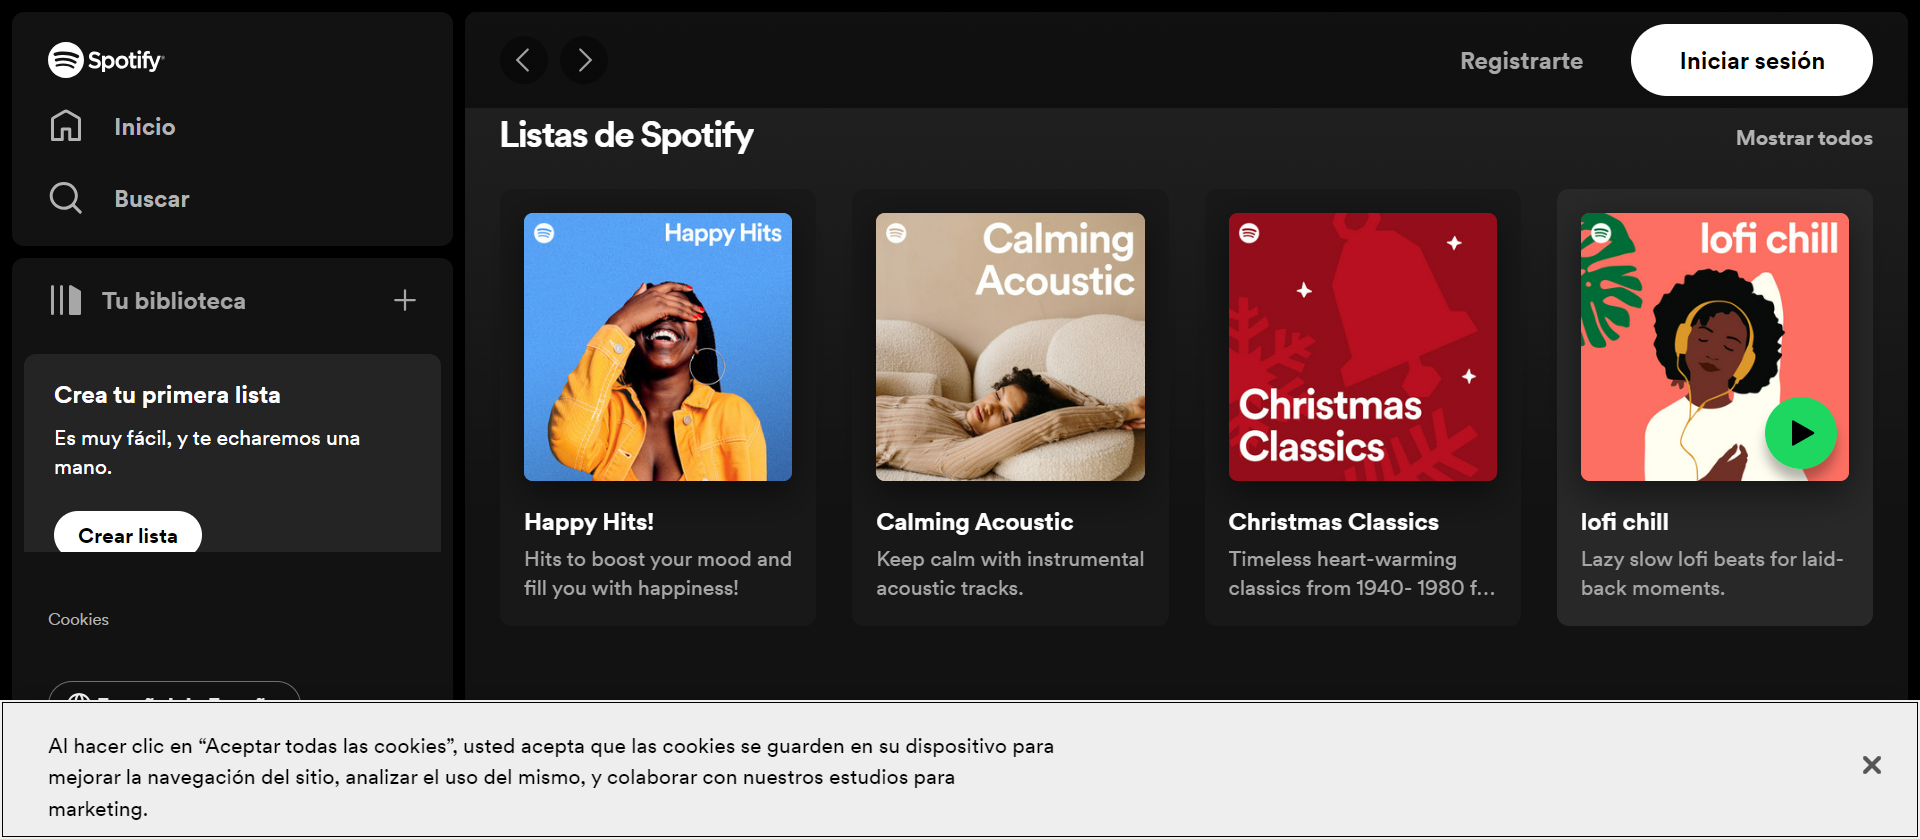 Spotify
Inicio
Buscar
Tu biblioteca
Crea tu primera lista
Es muy fácil, y te echaremos una
mano.
Crear lista
Cookies
Registrarte
Iniciar sesión
Listas de Spotify
Mostrar todos
Happy Hits
Happy Hits!
Hits to boost your mood and
fill you with happiness!
Calming
Acoustic
Calming Acoustic
Keep calm with instrumental
acoustic tracks.
Christmas
Classics
Christmas Classics
Timeless heart-warming
classics from 1940- 1980 f...
lofi chill
lofi chill
Lazy slow lofi beats for laid-
back moments.
Al hacer clic en “Aceptar todas las cookies”, usted acepta que las cookies se guarden en su dispositivo para
mejorar la navegación del sitio, analizar el uso del mismo, y colaborar con nuestros estudios para
marketing.